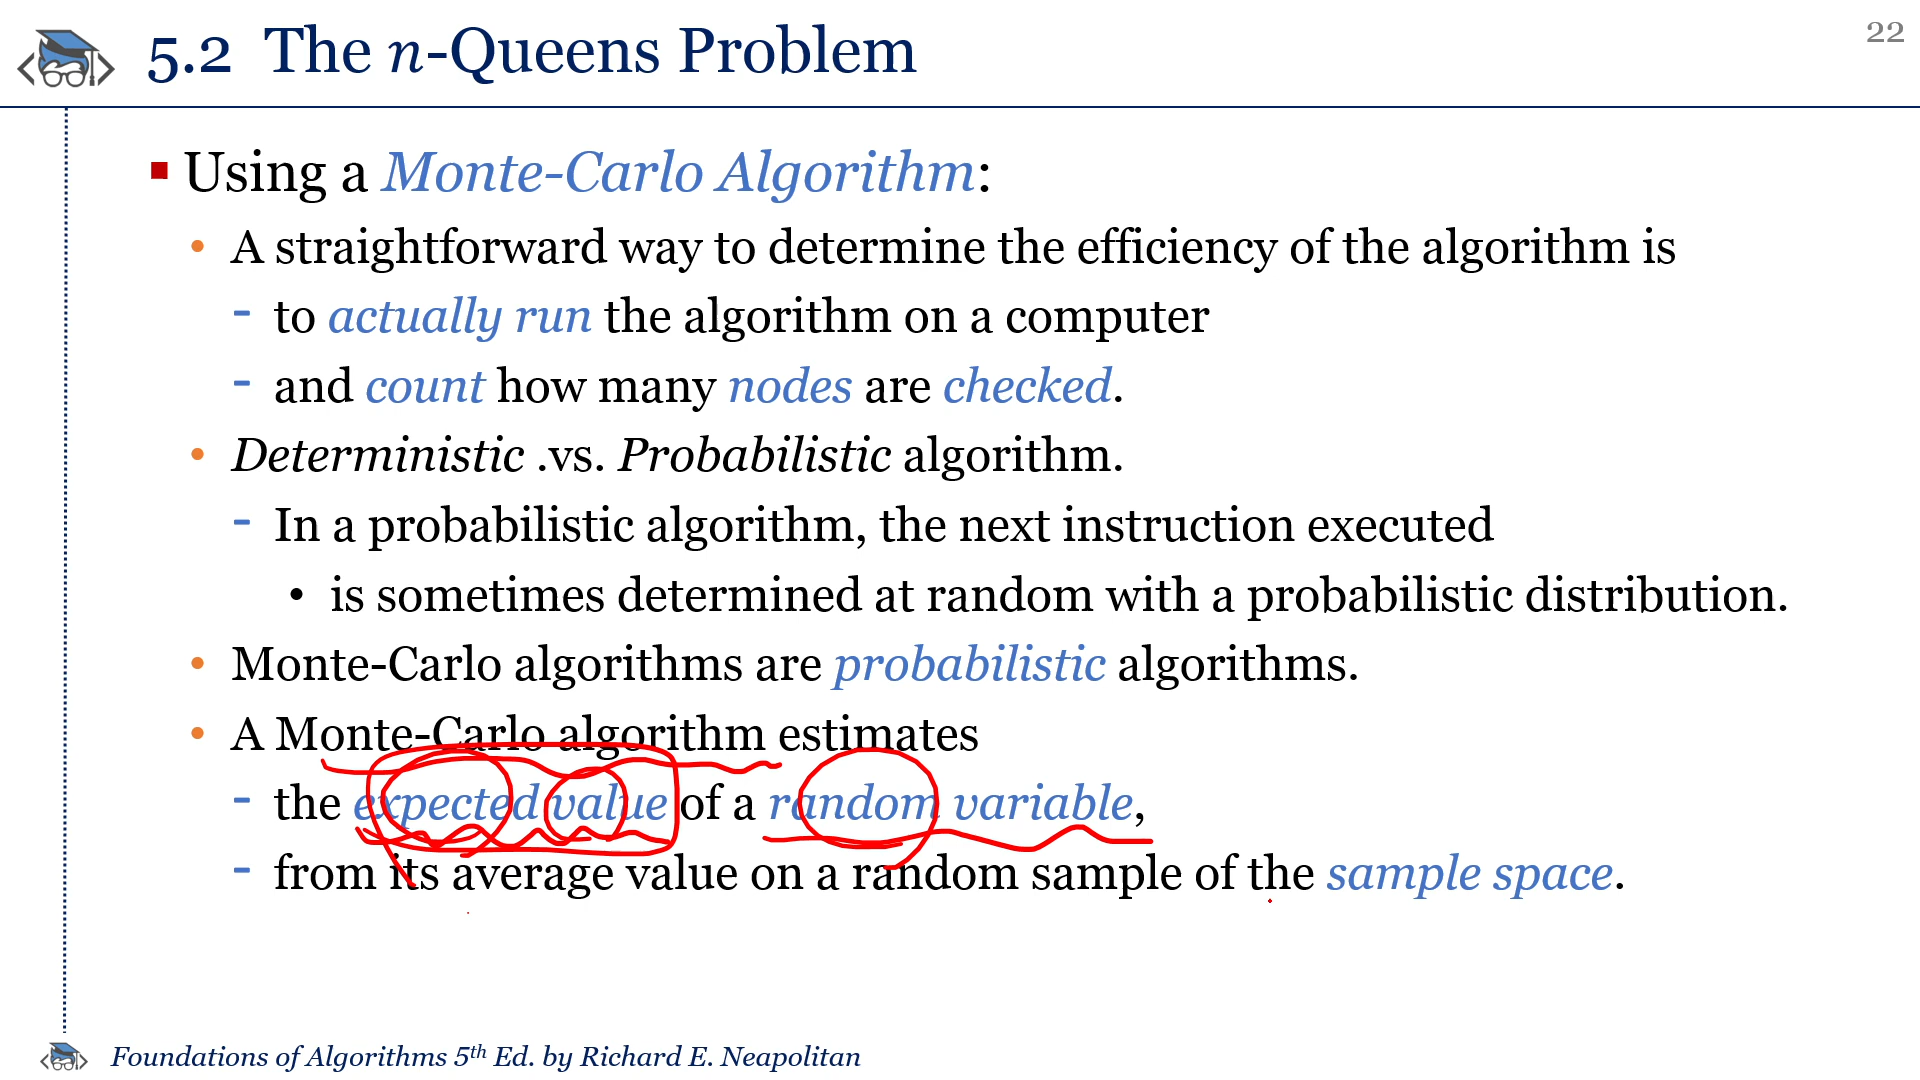 5.2 The n-Queens Problem
22
▪ Using a Monte-Carlo Algorithm:
• A straightforward way to determine the efficiency of the algorithm is
- to actually run the algorithm on a computer
- and count how many nodes are checked.
• Deterministic .vs. Probabilistic algorithm.
- In a probabilistic algorithm, the next instruction executed
• is sometimes determined at random with a probabilistic distribution.
• Monte-Carlo algorithms are probabilistic algorithms.
• A Monte-Carlo algorithm estimates
- the expected value of a random variable,
- from its average value on a random sample of the sample space.
Foundations of Algorithms 5th Ed. by Richard E. Neapolitan